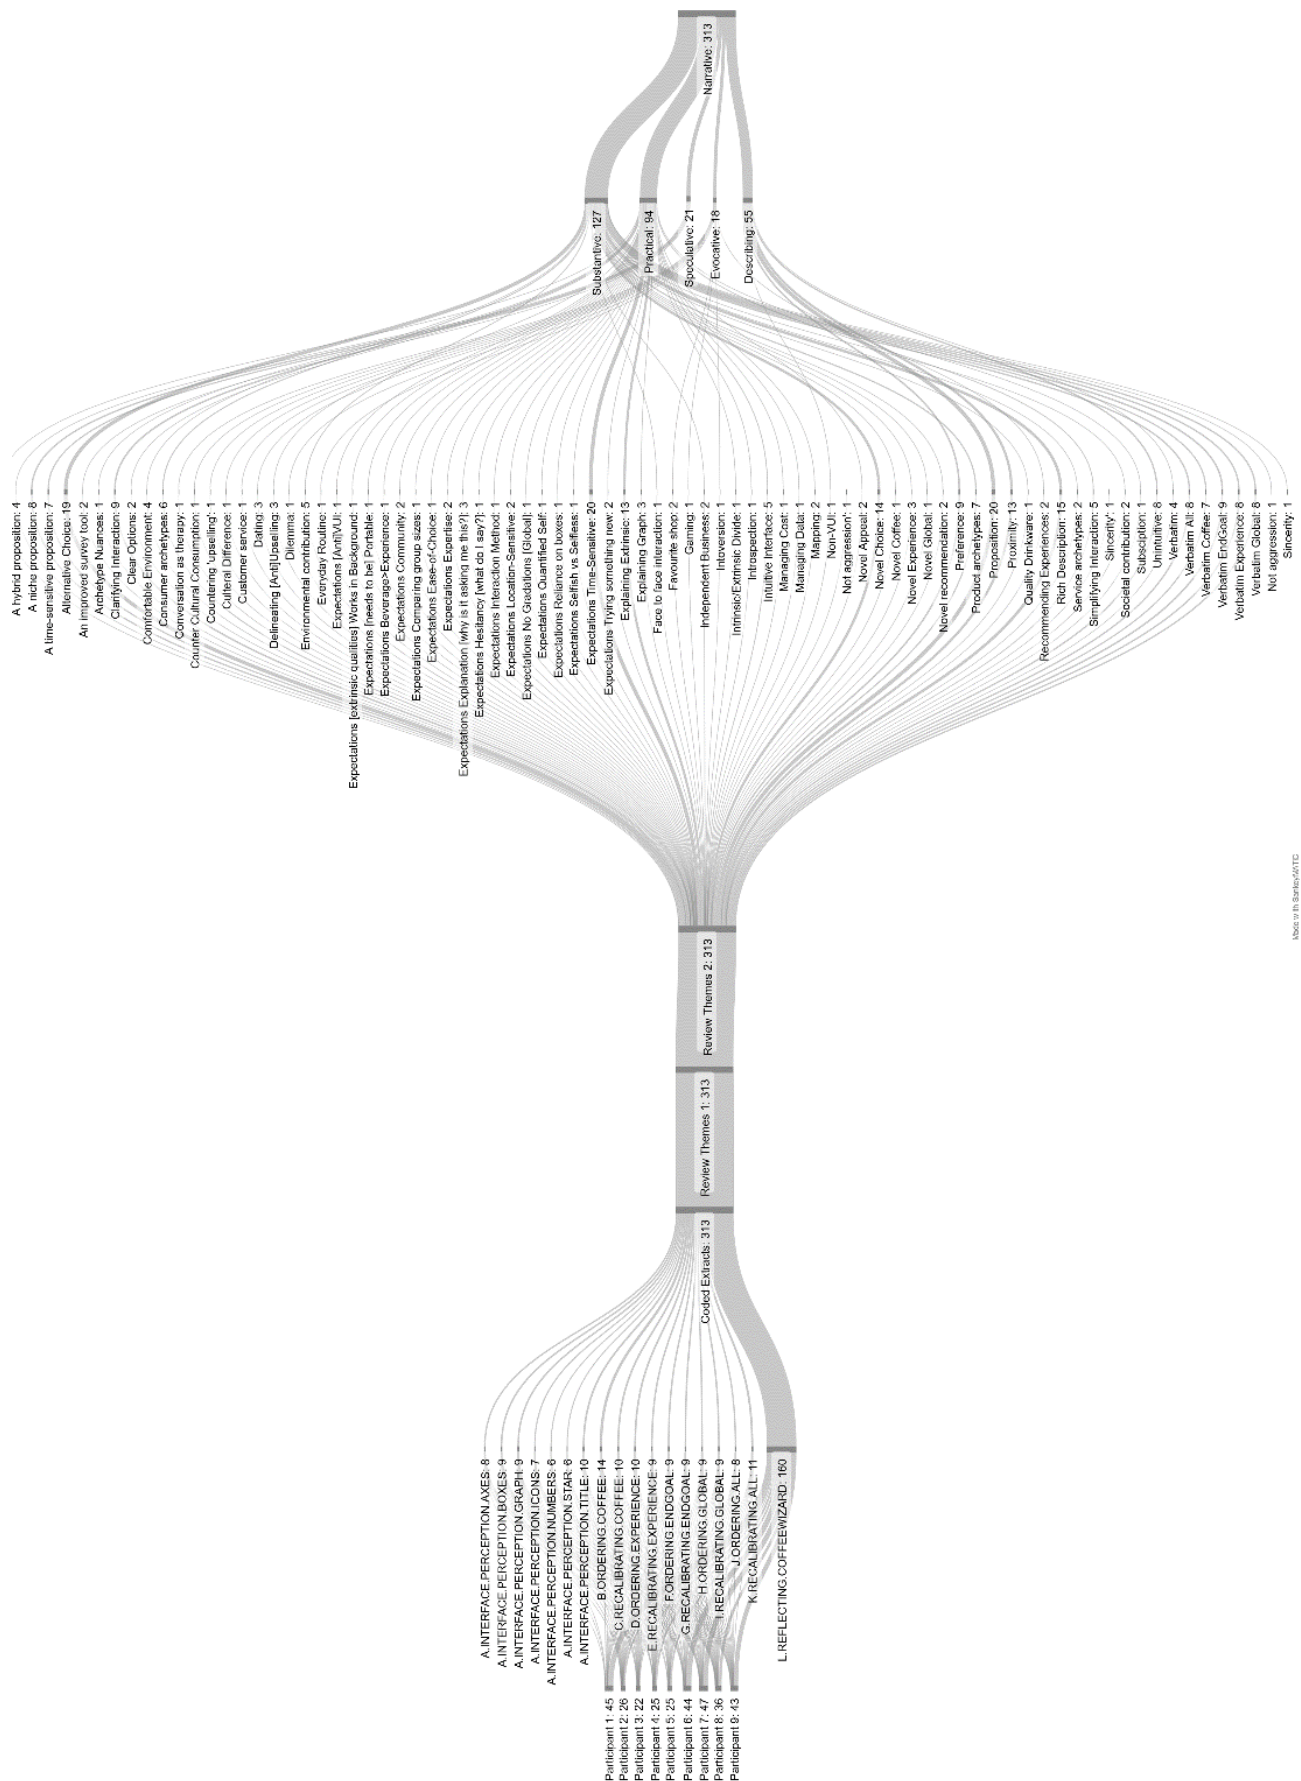 Participant 1: 45
Participant 2: 26
Participant 3: 22
Participant 4: 25
Participant 5: 25
Participant 6: 44
Participant 7: 47
Participant 8: 36
Participant 9: 43
A.INTERFACE.PERCEPTION.AXES: 8
A.INTERFACE.PERCEPTION.BOXES: 9
A.INTERFACE.PERCEPTION.GRAPH: 9
A.INTERFACE.PERCEPTION.ICONS: 7
A.INTERFACE.PERCEPTION.NUMBERS: 6
A.INTERFACE.PERCEPTION.STAR: 6
A.INTERFACE.PERCEPTION.TITLE: 10
B.ORDERING.COFFEE: 14
C.RECALIBRATING.COFFEE: 10
D.ORDERING.EXPERIENCE: 10
E.RECALIBRATING.EXPERIENCE: 9
F.ORDERING.ENDGOAL: 9
G.RECALIBRATING.ENDGOAL: 9
H.ORDERING.GLOBAL: 9
I.RECALIBRATING.GLOBAL: 9
J.ORDERING.ALL: 8
K.RECALIBRATING.ALL: 11
L.REFLECTING.COFFEEWIZARD: 160
Coded Extracts: 313
Review Themes 1: 313
Review Themes 2: 313
A hybrid proposition: 4
A niche proposition: 8
A time-sensitive proposition: 7
Alternative Choice: 19
An improved survey tool: 2
Archetype Nuances: 1
Clarifying Interaction: 9
Clear Options: 2
Comfortable Environment: 4
Consumer archetypes: 6
Conversation as therapy: 1
Counter Cultural Consumption: 1
Countering 'upselling': 1
Cultural Difference: 1
Customer service: 1
Dating: 3
Delineating [Anti]Upselling: 3
Dilemma: 1
Environmental contribution: 5
Everyday Routine: 1
Expectations [Anti]VUI: 1
Expectations [extrinsic qualities] Works in Background: 1
Expectations [needs to be] Portable: 1
Expectations Beverage>Experience: 1
Expectations Community: 2
Expectations Comparing group sizes: 1
Expectations Ease-of-Choice: 1
Expectations Expertise: 2
Expectations Explanation [why is it asking me this?]: 3
Expectations Hesitancy [what do I say?]: 1
Expectations Interaction Method: 1
Expectations Location-Sensitive: 2
Expectations No Gradations [Global]: 1
Expectations Quantified Self: 1
Expectations Reliance on boxes: 1
Expectations Selfish vs Selfless: 1
Expectations Time-Sensitive: 20
Expectations Trying something new: 2
Explaining Extrinsic: 13
Explaining Graph: 3
Face to face interaction: 1
Favourite shop: 2
Gaming: 1
Independent Business: 2
Intoversion: 1
Intrinsic/Extrinsic Divide: 1
Introspection: 1
Intuitive Interface: 5
Managing Cost: 1
Managing Data: 1
Mapping: 2
Non-VUI: 1
Not aggression': 1
Novel Appeal: 2
Novel Choice: 14
Novel Coffee: 1
Novel Experience: 3
Novel Global: 1
Novel recommendation: 2
Preference: 9
Product archetypes: 7
Proposition: 20
Proximity: 13
Quality Drinkware: 1
Recommending Experiences: 2
Rich Description: 15
Service archetypes: 2
Simplifying Interaction: 5
Sincerity': 1
Societal contribution: 2
Subsciption: 1
Unintuitive: 8
Verbatim: 4
Verbatim All: 8
Verbatim Coffee: 7
Verbatim EndGoal: 9
Verbatim Experience: 8
Verbatim Global: 8
Not aggression: 1
Sincerity: 1
Substantive: 127
Practical: 94
Speculative: 21
Evocative: 18
Describing: 55
Narrative: 313
Made with SankeyMATIC